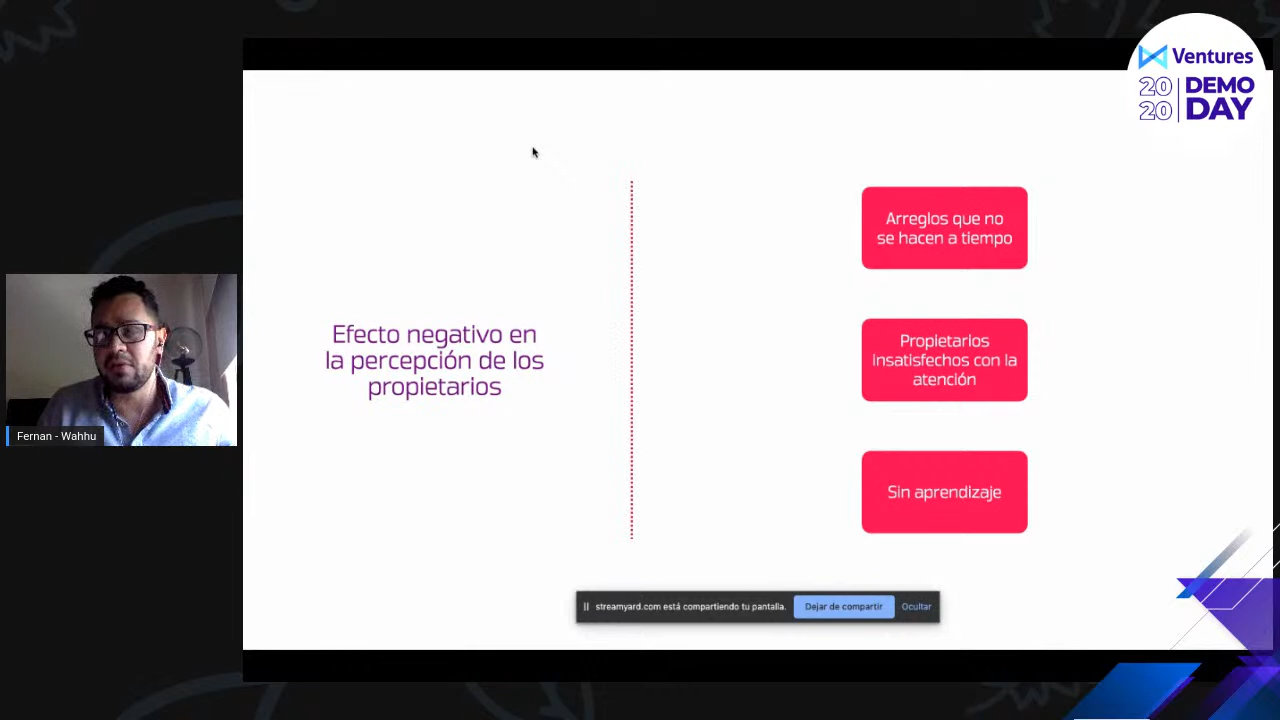 Ventures
20
20
DEMO
DAY
Arreglos que no
se hacen a tiempo
Efecto negativo en
la percepción de los
propietarios
Propietarios
insatisfechos con la
atención
Fernan - Wahhu
Sin aprendizaje
streamyard.com está compartiendo tu pantalla.
Dejar de compartir
Ocultar